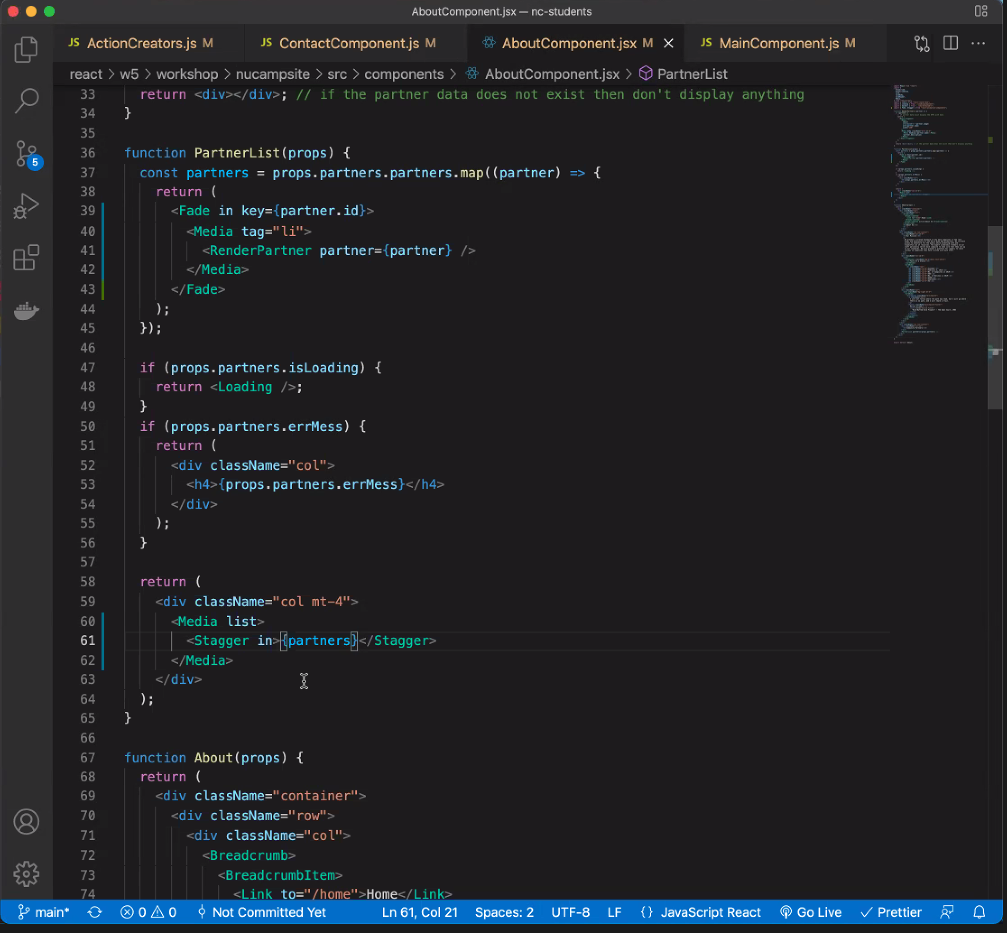 AboutComponent.jsx — nc-students
JS ActionCreators.js M JS ContactComponent.js M AboutComponent.jsx M JS MainComponent.js M
react > w5 > workshop > nucampsite > src > components > AboutComponent.jsx > PartnerList
33 return <div></div>; // if the partner data does not exist then don't display anything
34 }
35
36 function PartnerList(props) {
37 const partners = props.partners.partners.map((partner) => {
38 return (
39 <Fade in key={partner.id}>
40 <Media tag="li">
41 <RenderPartner partner={partner} />
42 </Media>
43 </Fade>
44 );
45 });
46
47 if (props.partners.isLoading) {
48 return <Loading />;
49 }
50 if (props.partners.errMess) {
51 return (
52 <div className="col">
53 <h4>{props.partners.errMess}</h4>
54 </div>
55 );
56 }
57
58 return (
59 <div className="col mt-4">
60 <Media list>
61 <Stagger in>{partners}</Stagger>
62 </Media>
63 </div>
64 );
65 }
66
67 function About(props) {
68 return (
69 <div className="container">
70 <div className="row">
71 <div className="col">
72 <Breadcrumb>
73 <BreadcrumbItem>
74 <Link to="/home">Home</Link>
5
main* 0 0 Not Committed Yet Ln 61, Col 21 Spaces: 2 UTF-8 LF {} JavaScript React Go Live Prettier